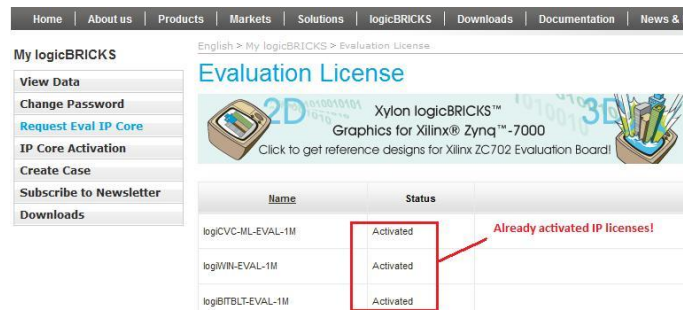 Home | About us | Products | Markets | Solutions | logicBRICKS | Downloads | Documentation | News &
My logicBRICKS
View Data
Change Password
Request Eval IP Core
IP Core Activation
Create Case
Subscribe to Newsletter
Downloads
English > My logicBRICKS > Evaluation License
Evaluation License
2D 3D
Xylon logicBRICKS™
Graphics for Xilinx® Zynq™-7000
Click to get reference designs for Xilinx ZC702 Evaluation Board!
Name Status
logiCVC-ML-EVAL-1M Activated
Already activated IP licenses!
logiWIN-EVAL-1M Activated
logiBITBLT-EVAL-1M Activated